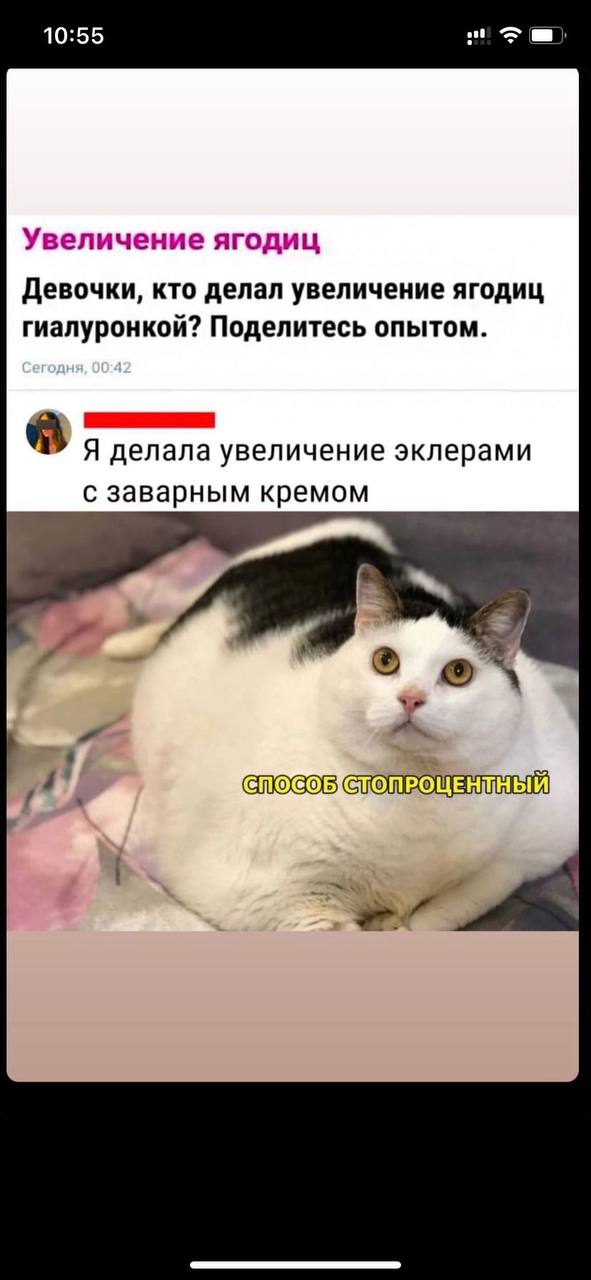 10:55
Увеличение ягодиц
Девочки, кто делал увеличение ягодиц
гиалуронкой? Поделитесь опытом.
Сегодня, 00:42
Я делала увеличение эклерами
с заварным кремом
СПОСОБ СТОПРОЦЕНТНЫЙ